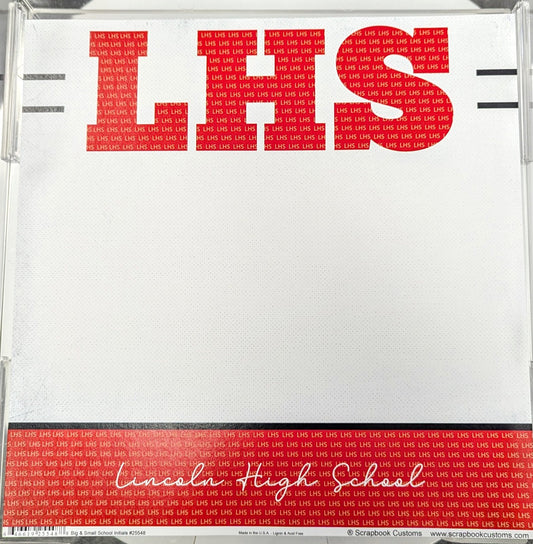 LHS
Lincoln High School
Big & Small School Initials #25548 Made in the U.S.A. - Lignin & Acid Free ® Scrapbook Customs www.scrapbookcustoms.com